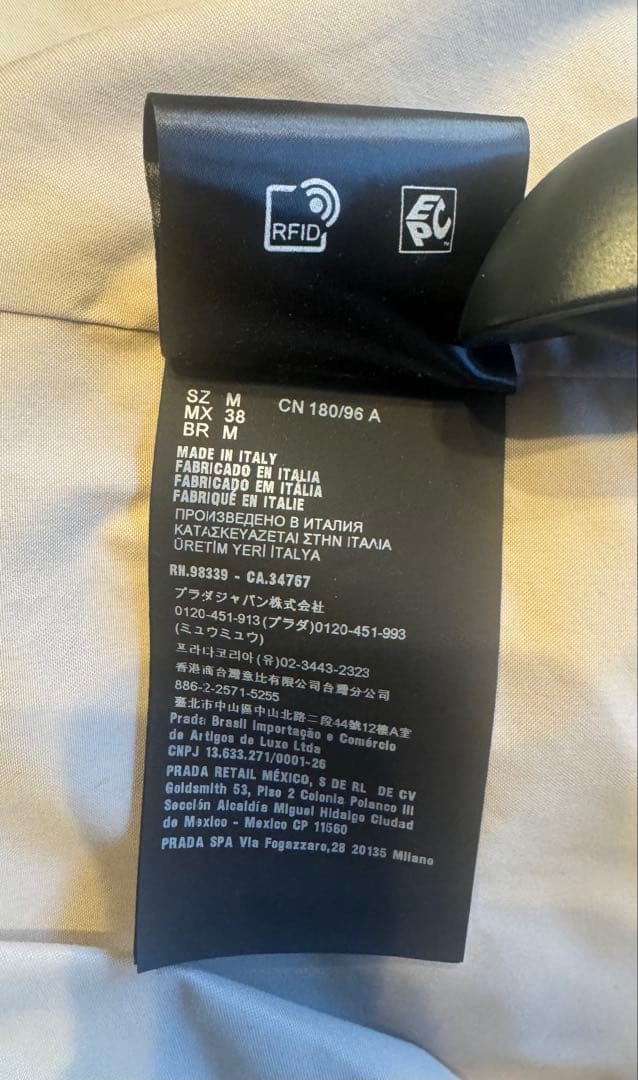 RFID
EPC
SZ M
MX 38
BR M
CN 180/96 A
MADE IN ITALY
FABRICADO EN ITALIA
FABRICADO EM ITÁLIA
FABRIQUÉ EN ITALIE
ПРОИЗВЕДЕНО В ИТАЛИЯ
ΚΑΤΑΣΚΕΥΑΖΕΤΑΙ ΣΤΗΝ ΙΤΑΛΙΑ
ÜRETİM YERİ İTALYA
RN.98339 - CA.34767
プラダジャパン株式会社
0120-451-913(プラダ)0120-451-993
(ミュウミュウ)
프라다코리아(유)02-3443-2323
香港商台灣意比有限公司台灣分公司
886-2-2571-5255
臺北市中山區中山北路二段44號12樓A室
Prada Brasil Importação e Comércio
de Artigos de Luxo Ltda
CNPJ 13.633.271/0001-26
PRADA RETAIL MÉXICO, S DE RL DE CV
Goldsmith 53, Piso 2 Colonia Polanco III
Sección Alcaldía Miguel Hidalgo Ciudad
de Mexico - Mexico CP 11560
PRADA SPA Via Fogazzaro,28 20135 Milano